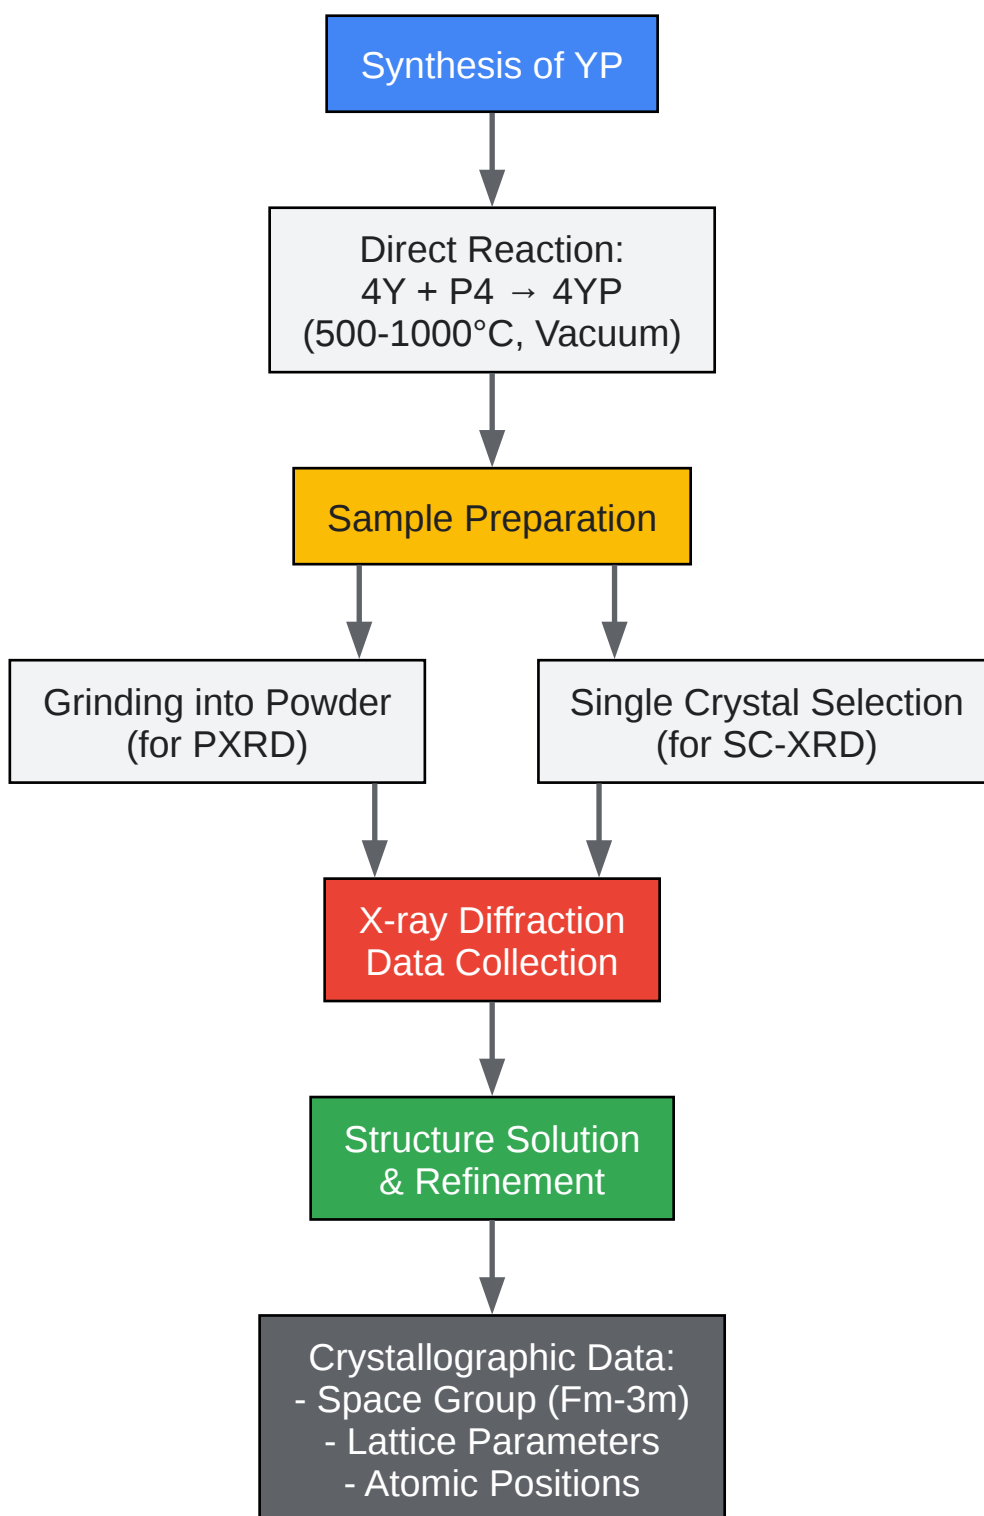 Synthesis of YP
Direct Reaction:
4Y + P4 → 4YP
(500-1000°C, Vacuum)
Sample Preparation
Grinding into Powder
(for PXRD)
Single Crystal Selection
(for SC-XRD)
X-ray Diffraction
Data Collection
Structure Solution
& Refinement
Crystallographic Data:
- Space Group (Fm-3m)
- Lattice Parameters
- Atomic Positions